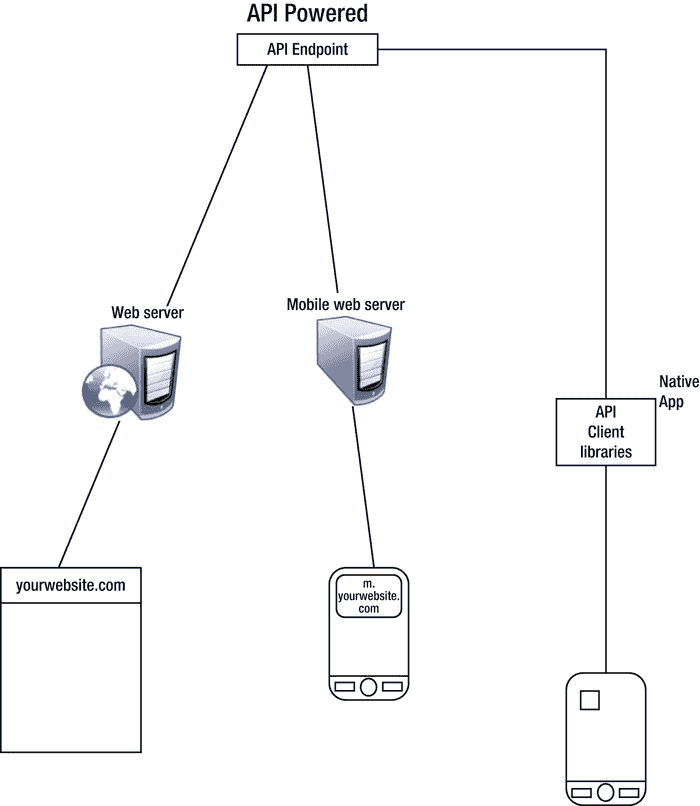 API Powered
API Endpoint
Web server
Mobile web server
Native
App
API
Client
libraries
yourwebsite.com
m.
yourwebsite.
com